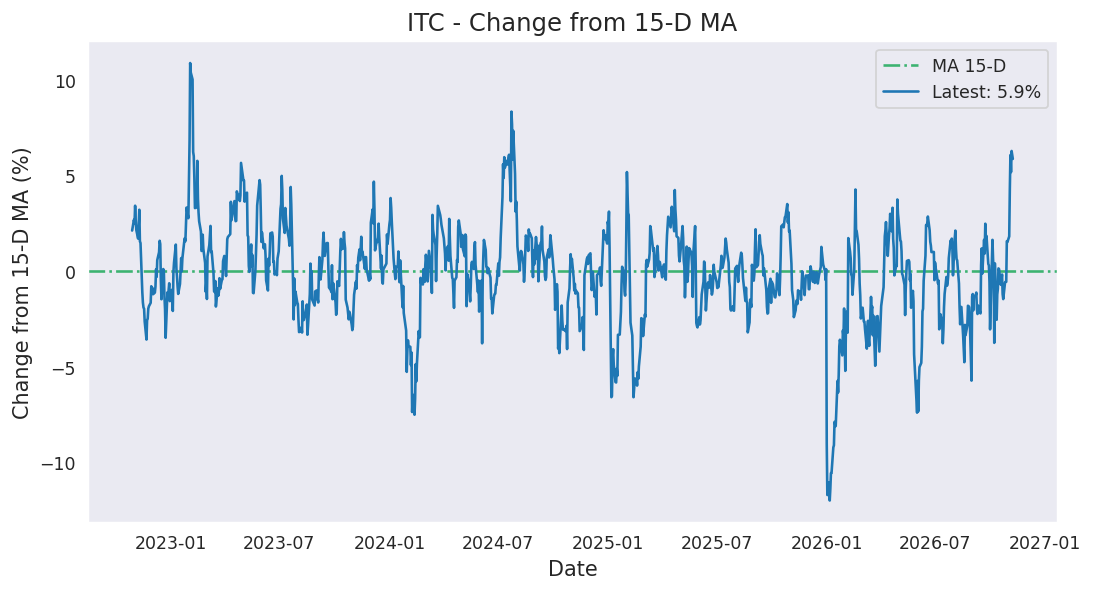 ITC - Change from 15-D MA
MA 15-D
Latest: 5.9%
Change from 15-D MA (%)
10
5
0
−5
−10
2023-01
2023-07
2024-01
2024-07
2025-01
2025-07
2026-01
2026-07
2027-01
Date